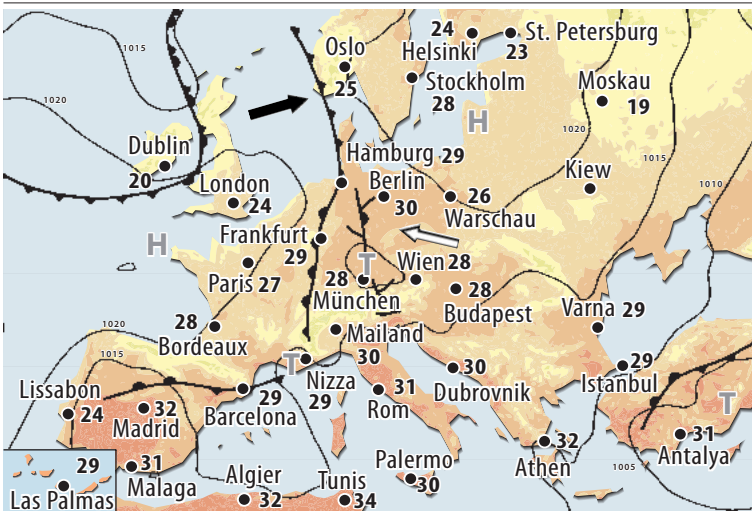 1015
1020
Oslo
25
24
Helsinki
23
St. Petersburg
Stockholm
28
H
Moskau
19
1020
1015
1010
Dublin
20
London
24
Hamburg 29
Berlin
30
26
Warschau
Kiew
Frankfurt
29
H
Paris 27
T
28
München
Wien 28
28
Budapest
Varna 29
28
Bordeaux
Mailand
30
1020
1015
T
Nizza
29
30
Dubrovnik
29
Istanbul
Lissabon
24
32
Madrid
29
Barcelona
31
Rom
T
31
Antalya
32
Athen
1005
29
Las Palmas
31
Malaga
Algier
32
Tunis
34
Palermo
30